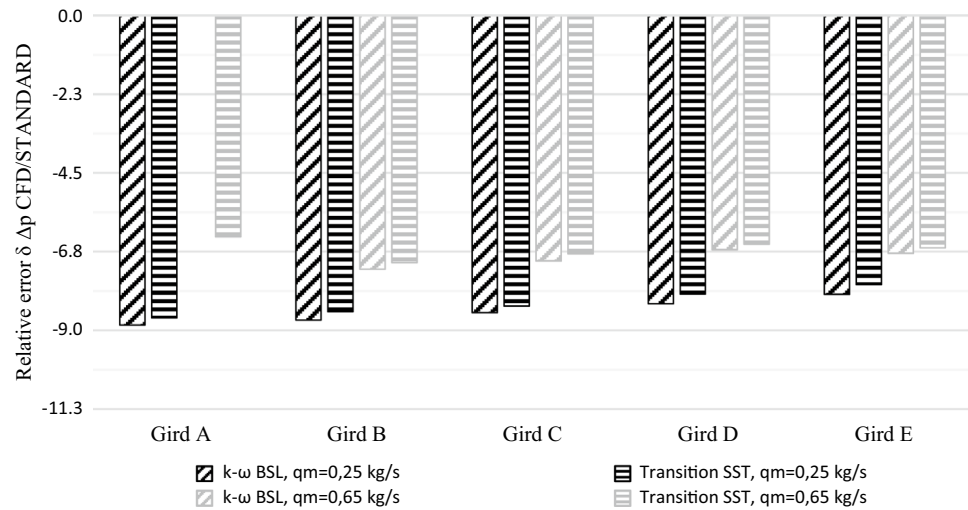 Relative error δ Δp CFD/STANDARD
0.0
-2.3
-4.5
-6.8
-9.0
-11.3
Gird A Gird B Gird C Gird D Gird E
k-ω BSL, qm=0,25 kg/s Transition SST, qm=0,25 kg/s
k-ω BSL, qm=0,65 kg/s Transition SST, qm=0,65 kg/s